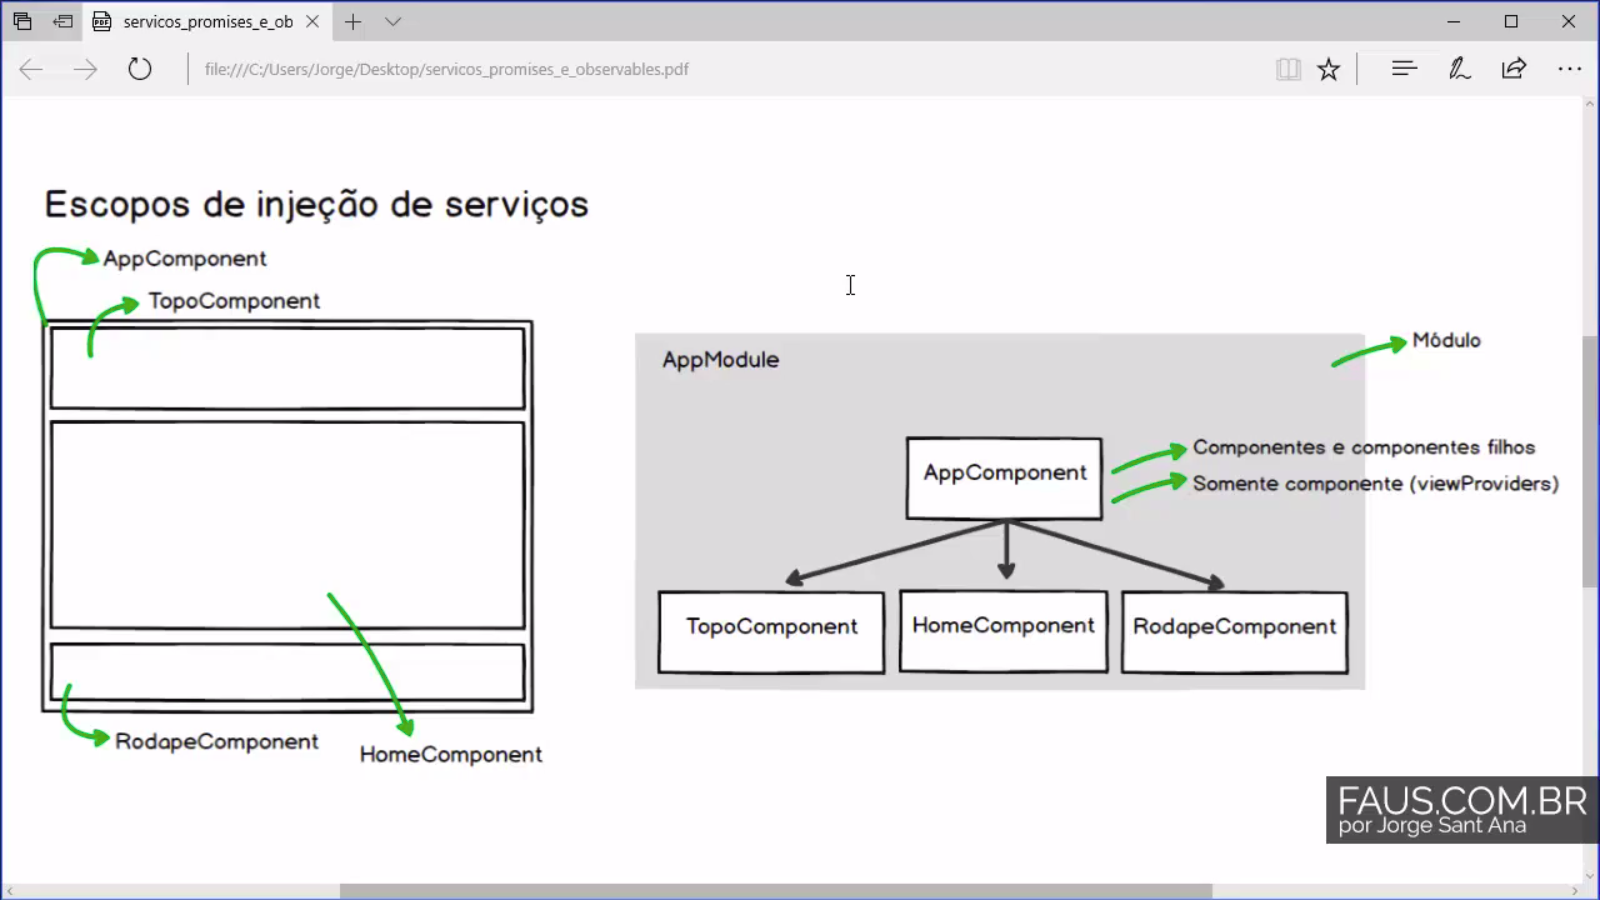 servicos_promises_e_ob
file:///C:/Users/Jorge/Desktop/servicos_promises_e_observables.pdf
Escopos de injeção de serviços
AppComponent
TopoComponent
RodapeComponent
HomeComponent
AppModule
Módulo
AppComponent
Componentes e componentes filhos
Somente componente (viewProviders)
TopoComponent
HomeComponent
RodapeComponent
FAUS.COM.BR
por Jorge Sant Ana